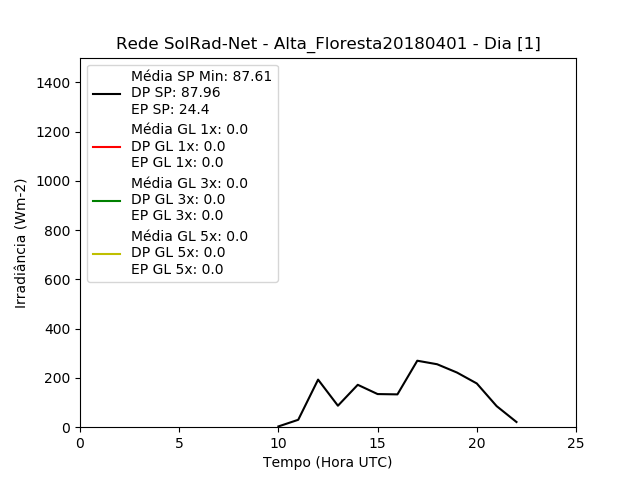 Rede SolRad-Net - Alta_Floresta20180401 - Dia [1]
Média SP Min: 87.61
DP SP: 87.96
EP SP: 24.4
Média GL 1x: 0.0
DP GL 1x: 0.0
EP GL 1x: 0.0
Média GL 3x: 0.0
DP GL 3x: 0.0
EP GL 3x: 0.0
Média GL 5x: 0.0
DP GL 5x: 0.0
EP GL 5x: 0.0
Irradiância (Wm-2)
1400
1200
1000
800
600
400
200
0
0 5 10 15 20 25
Tempo (Hora UTC)